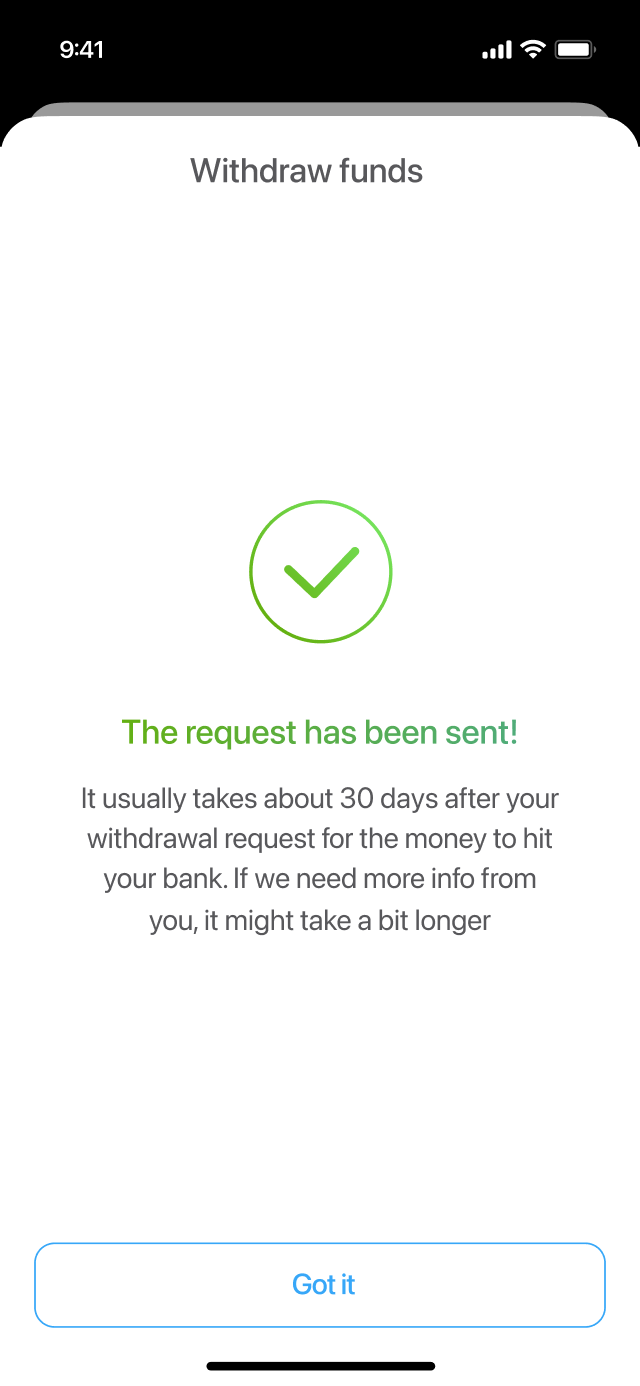 9:41
Withdraw funds
The request has been sent!
It usually takes about 30 days after your
withdrawal request for the money to hit
your bank. If we need more info from
you, it might take a bit longer
Got it